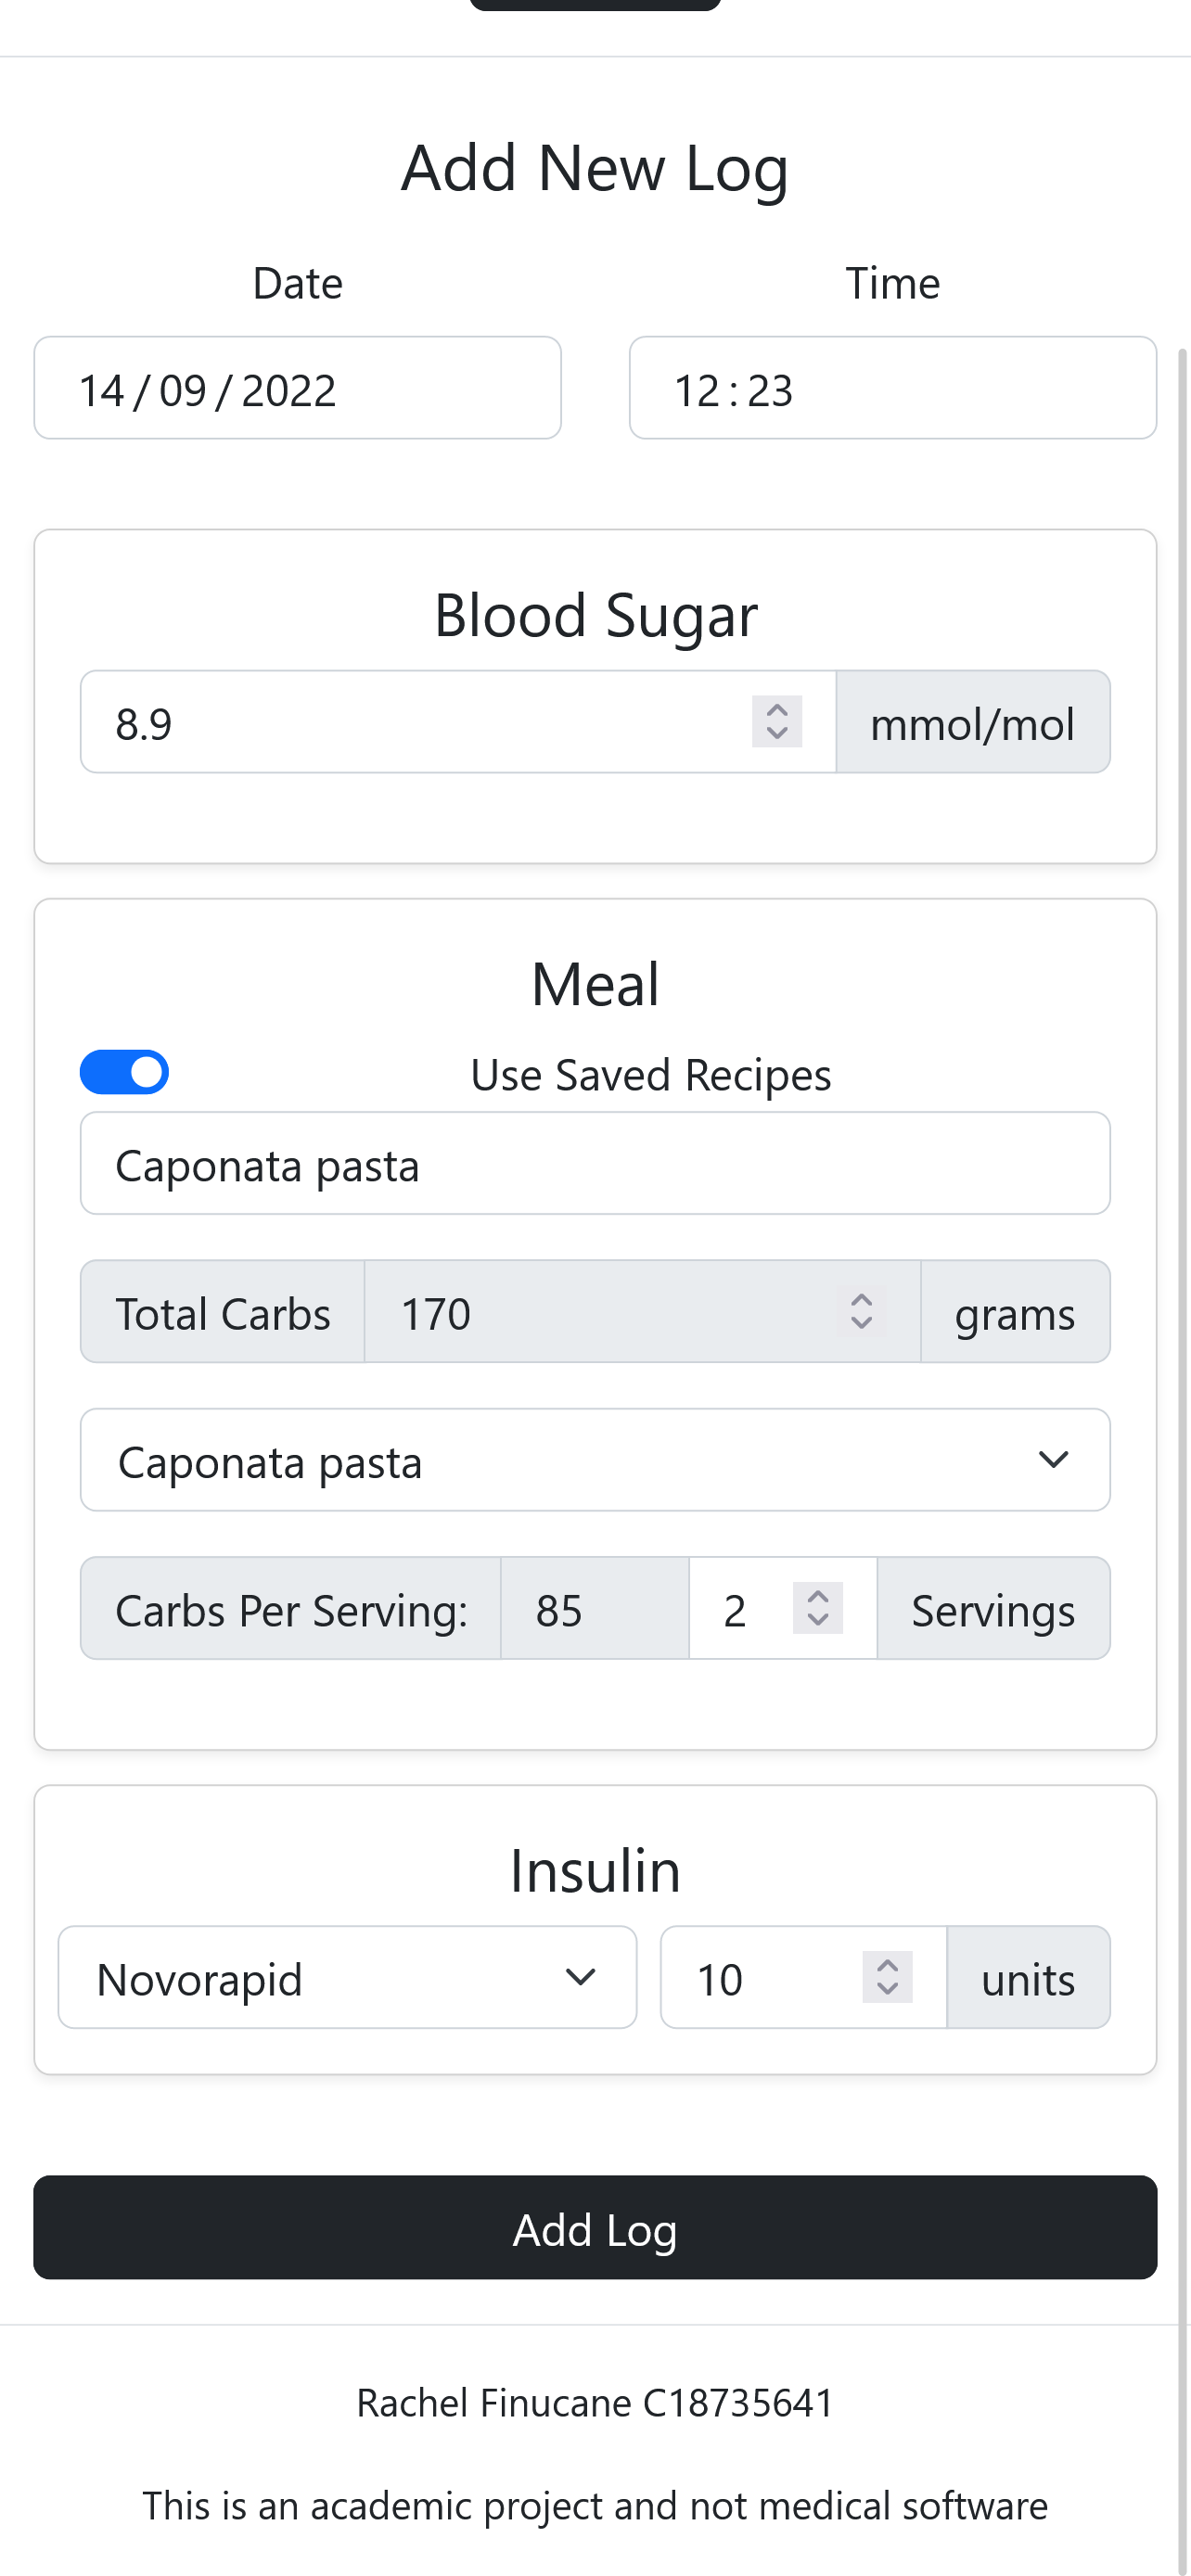 Add New Log
Date Time
14/09/2022 12:23
Blood Sugar
8.9 mmol/mol
Meal
Use Saved Recipes
Caponata pasta
Total Carbs 170 grams
Caponata pasta
Carbs Per Serving: 85 2 Servings
Insulin
Novorapid 10 units
Add Log
Rachel Finucane C18735641
This is an academic project and not medical software